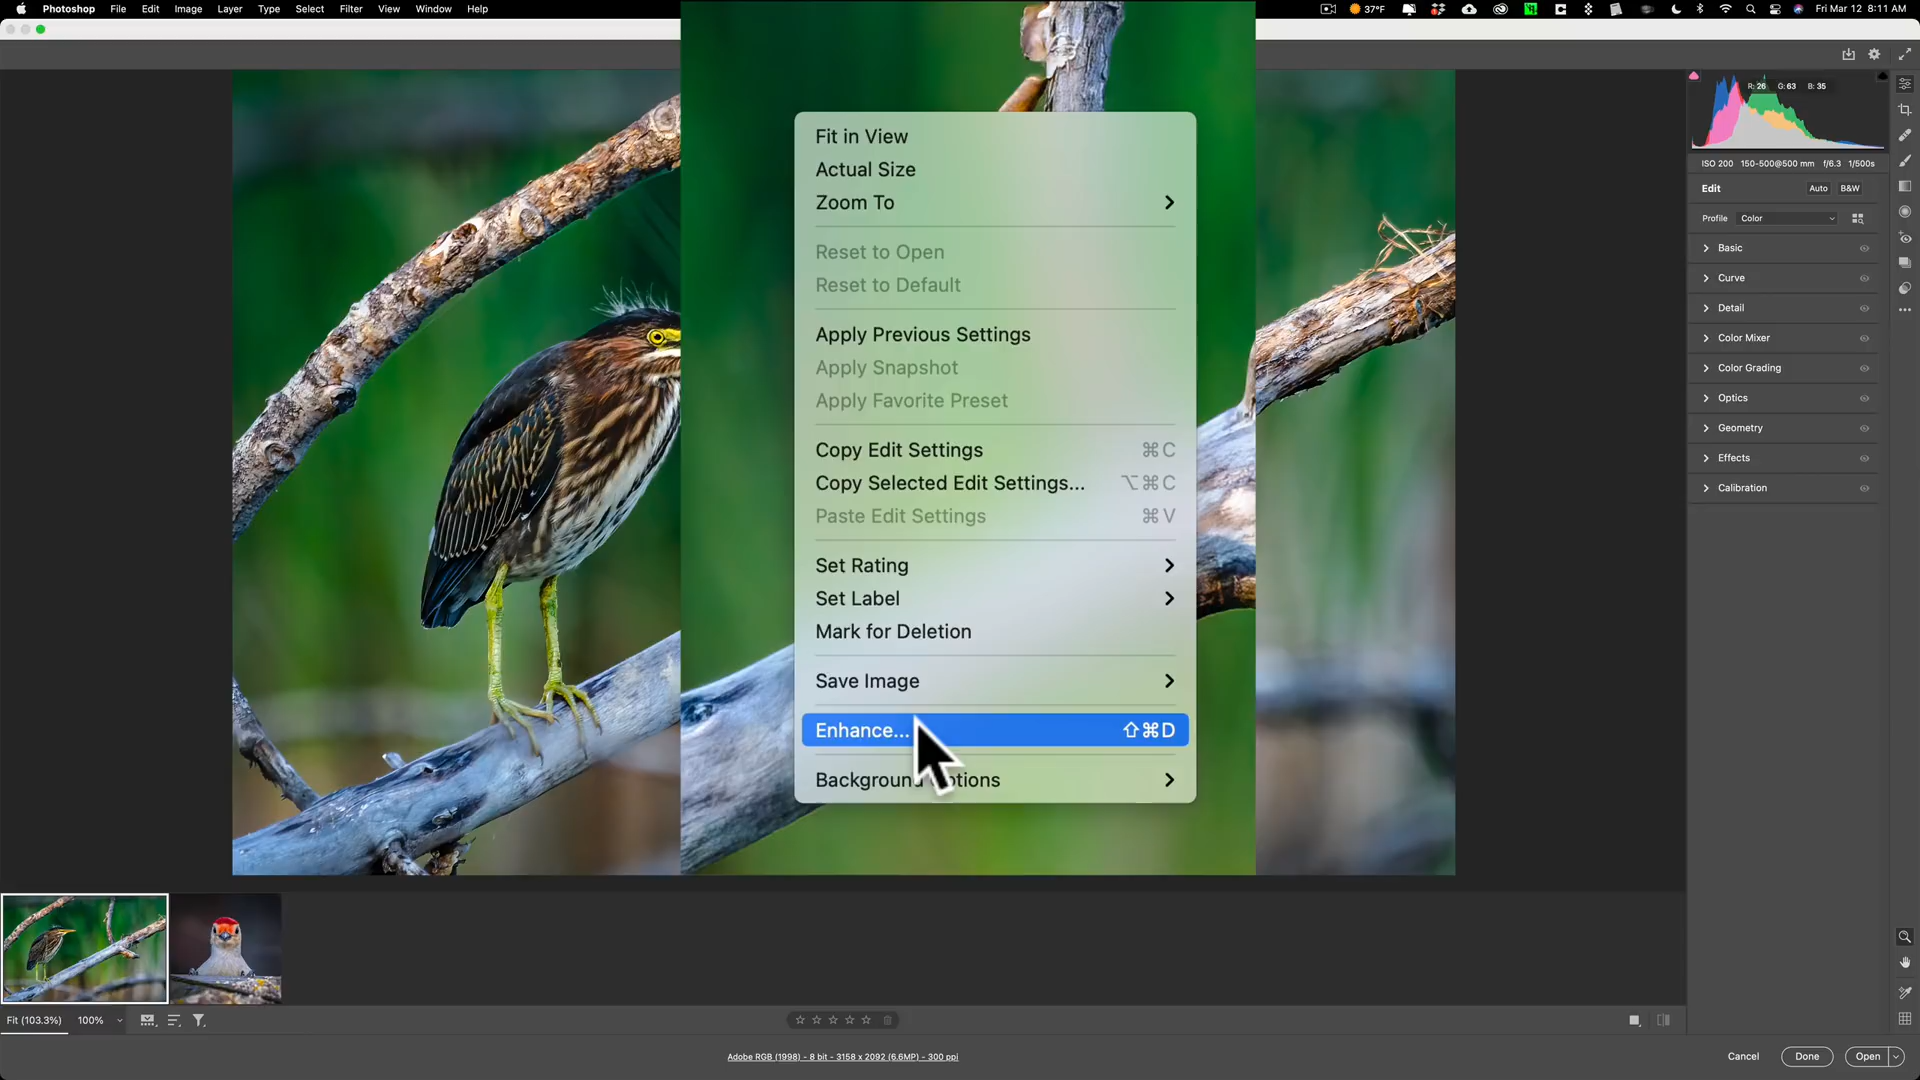 Photoshop File Edit Image Layer Type Select Filter View Window Help
37°F Fri Mar 12 8:11 AM
R: 26 G: 63 B: 35
ISO 200 150-500@500 mm f/6.3 1/500s
Edit Auto B&W
Profile Color
Basic
Curve
Detail
Color Mixer
Color Grading
Optics
Geometry
Effects
Calibration
Fit in View
Actual Size
Zoom To
Reset to Open
Reset to Default
Apply Previous Settings
Apply Snapshot
Apply Favorite Preset
Copy Edit Settings ⌘C
Copy Selected Edit Settings... ⌥⌘C
Paste Edit Settings ⌘V
Set Rating
Set Label
Mark for Deletion
Save Image
Enhance... ⇧⌘D
Background
Fit (103.3%) 100%
Adobe RGB (1998) - 8 bit - 3158 x 2092 (6.6MP) - 300 ppi
Cancel Done Open